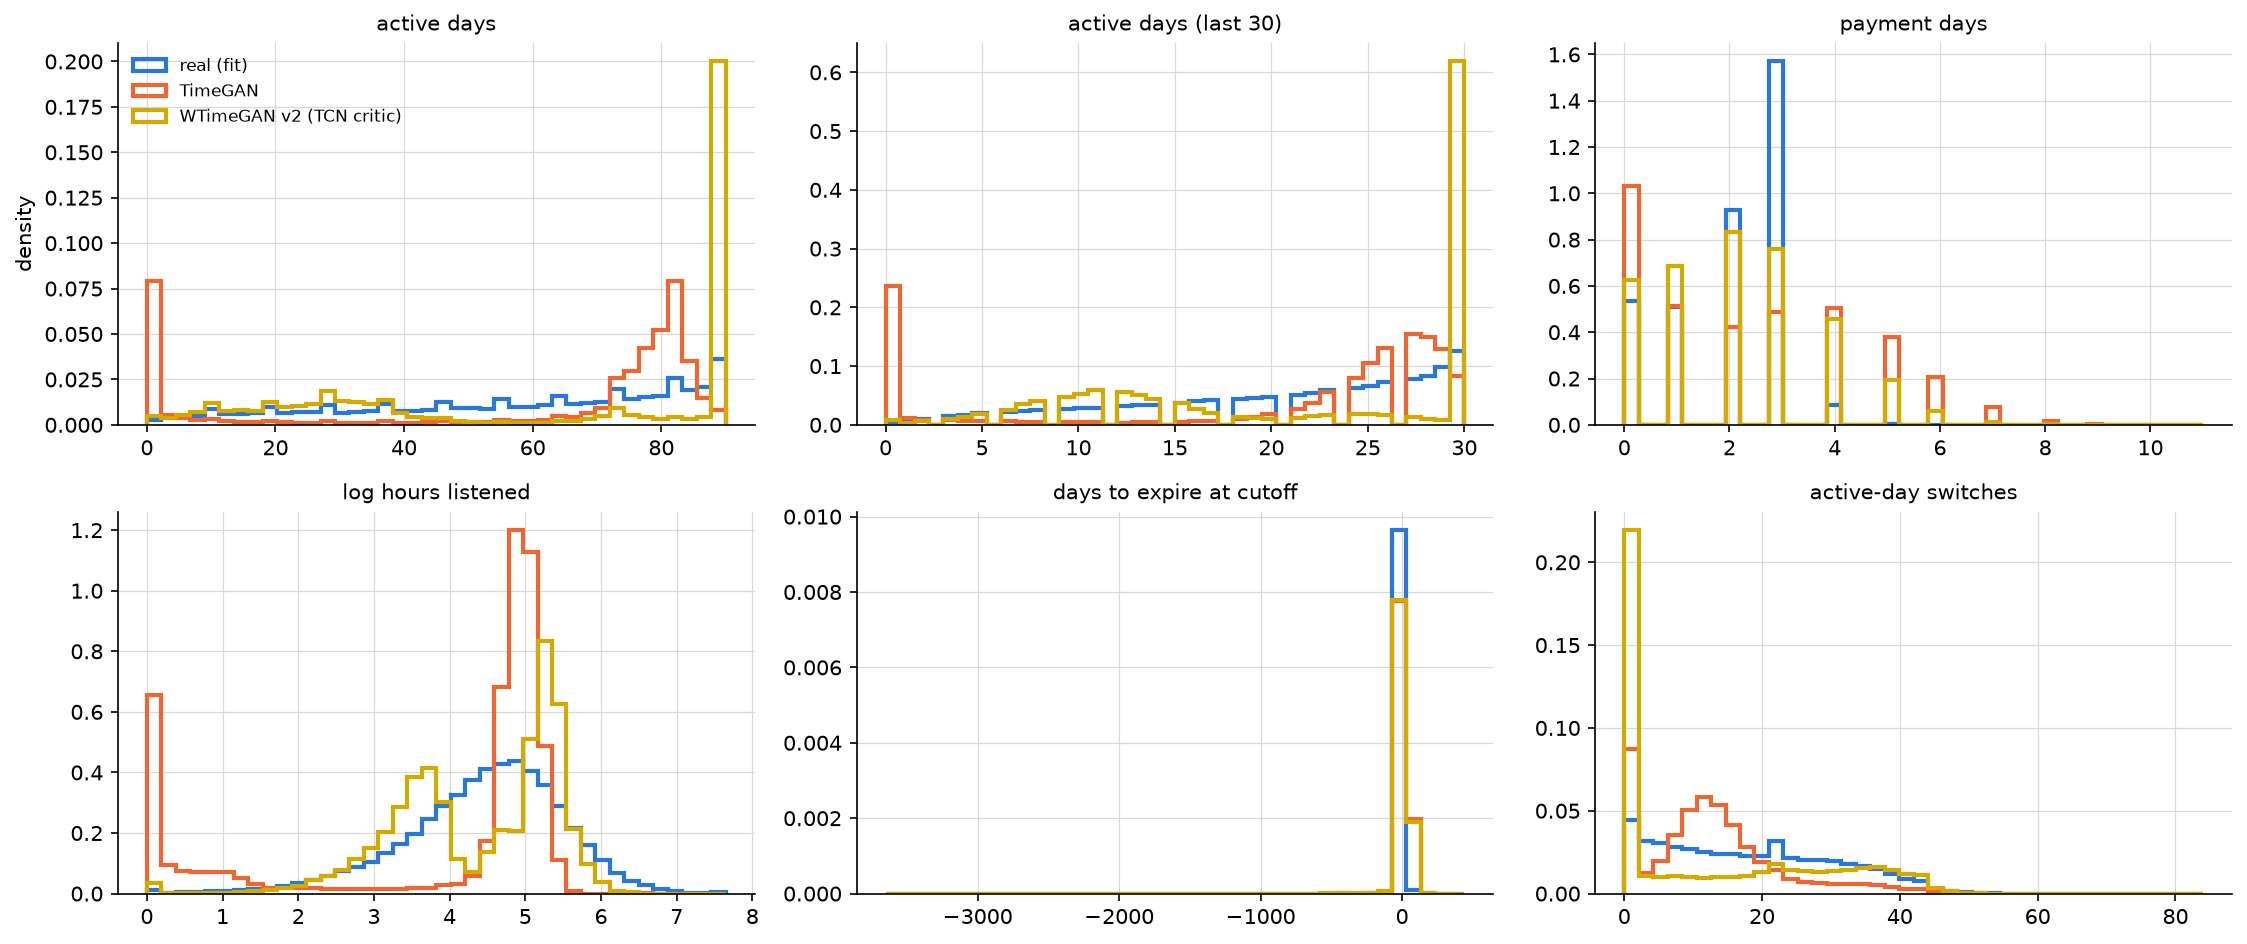 active days
0.200
0.175
0.150
0.125
0.100
0.075
0.050
0.025
0.000
density
real (fit)
TimeGAN
WTimeGAN v2 (TCN critic)
0 20 40 60 80
active days (last 30)
0.6
0.5
0.4
0.3
0.2
0.1
0.0
0 5 10 15 20 25 30
payment days
1.6
1.4
1.2
1.0
0.8
0.6
0.4
0.2
0.0
0 2 4 6 8 10
log hours listened
1.2
1.0
0.8
0.6
0.4
0.2
0.0
0 1 2 3 4 5 6 7 8
days to expire at cutoff
0.010
0.008
0.006
0.004
0.002
0.000
−3000 −2000 −1000 0
active-day switches
0.20
0.15
0.10
0.05
0.00
0 20 40 60 80